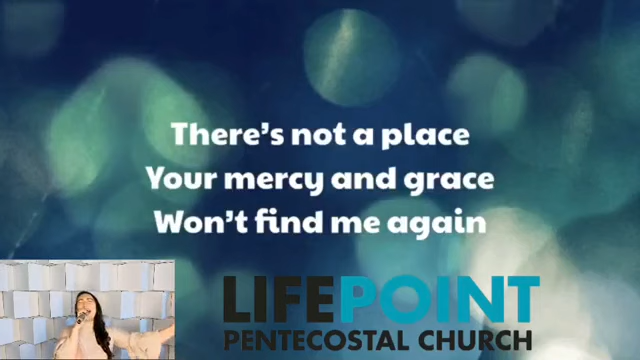 There's not a place
Your mercy and grace
Won't find me again
LIFEPOINT
PENTECOSTAL CHURCH